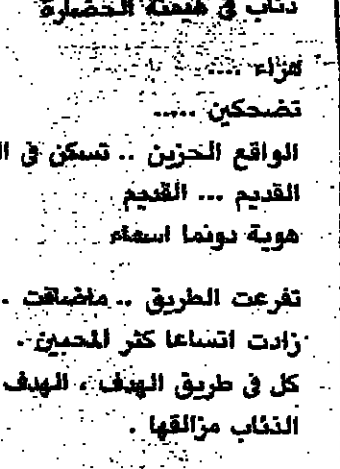 ذئاب في هيمنة الحضارة
هراء ....
تضحكين .....
الواقع الحزين .. تسكن في
القديم ... القديم
هوية دونما اسماء
تفرعت الطريق .. ماضاقت .
زادت اتساعا كثر المحبين .
كل في طريق الهدف ، الهدف
الذئاب مزالقها .